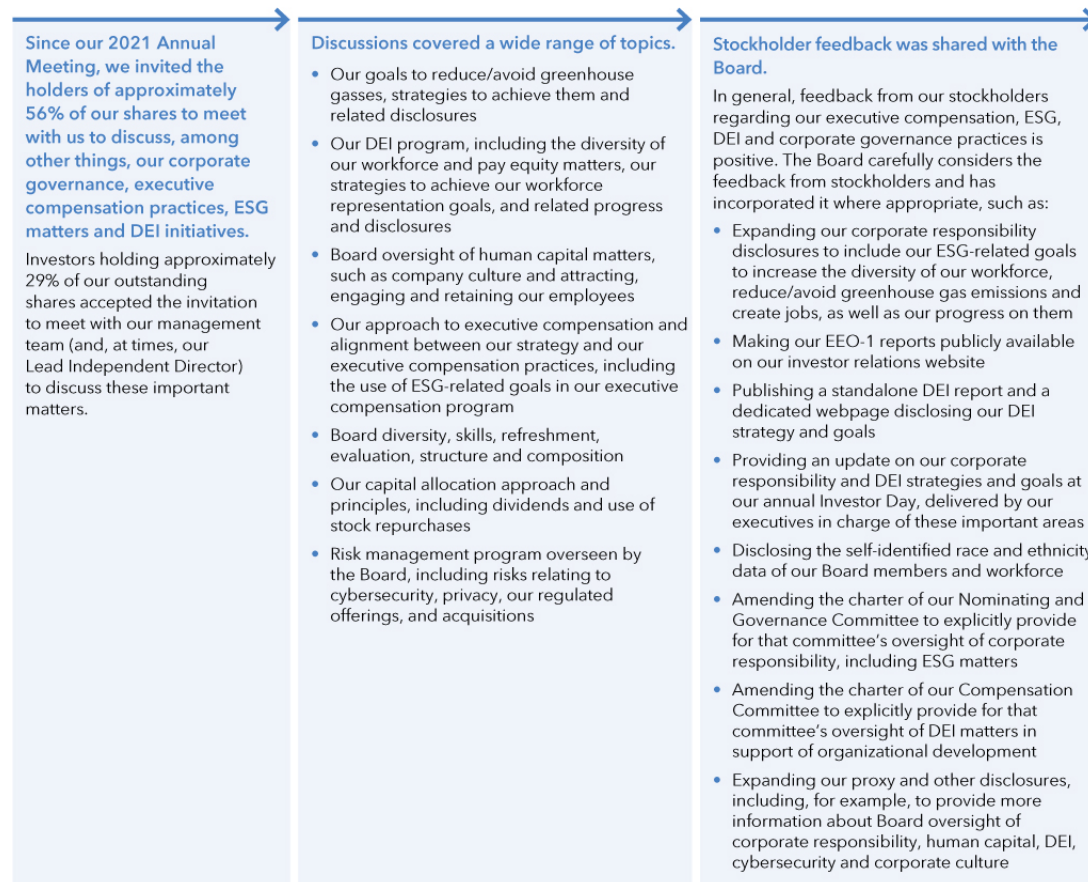 Since our 2021 Annual
Meeting, we invited the
holders of approximately
56% of our shares to meet
with us to discuss, among
other things, our corporate
governance, executive
compensation practices, ESG
matters and DEI initiatives.
Investors holding approximately
29% of our outstanding
shares accepted the invitation
to meet with our management
team (and, at times, our
Lead Independent Director)
to discuss these important
matters.
Discussions covered a wide range of topics.
• Our goals to reduce/avoid greenhouse
gasses, strategies to achieve them and
related disclosures
• Our DEI program, including the diversity of
our workforce and pay equity matters, our
strategies to achieve our workforce
representation goals, and related progress
and disclosures
• Board oversight of human capital matters,
such as company culture and attracting,
engaging and retaining our employees
• Our approach to executive compensation and
alignment between our strategy and our
executive compensation practices, including
the use of ESG-related goals in our executive
compensation program
• Board diversity, skills, refreshment,
evaluation, structure and composition
• Our capital allocation approach and
principles, including dividends and use of
stock repurchases
• Risk management program overseen by
the Board, including risks relating to
cybersecurity, privacy, our regulated
offerings, and acquisitions
Stockholder feedback was shared with the
Board.
In general, feedback from our stockholders
regarding our executive compensation, ESG,
DEI and corporate governance practices is
positive. The Board carefully considers the
feedback from stockholders and has
incorporated it where appropriate, such as:
• Expanding our corporate responsibility
disclosures to include our ESG-related goals
to increase the diversity of our workforce,
reduce/avoid greenhouse gas emissions and
create jobs, as well as our progress on them
• Making our EEO-1 reports publicly available
on our investor relations website
• Publishing a standalone DEI report and a
dedicated webpage disclosing our DEI
strategy and goals
• Providing an update on our corporate
responsibility and DEI strategies and goals at
our annual Investor Day, delivered by our
executives in charge of these important areas
• Disclosing the self-identified race and ethnicity
data of our Board members and workforce
• Amending the charter of our Nominating and
Governance Committee to explicitly provide
for that committee's oversight of corporate
responsibility, including ESG matters
• Amending the charter of our Compensation
Committee to explicitly provide for that
committee's oversight of DEI matters in
support of organizational development
• Expanding our proxy and other disclosures,
including, for example, to provide more
information about Board oversight of
corporate responsibility, human capital, DEI,
cybersecurity and corporate culture